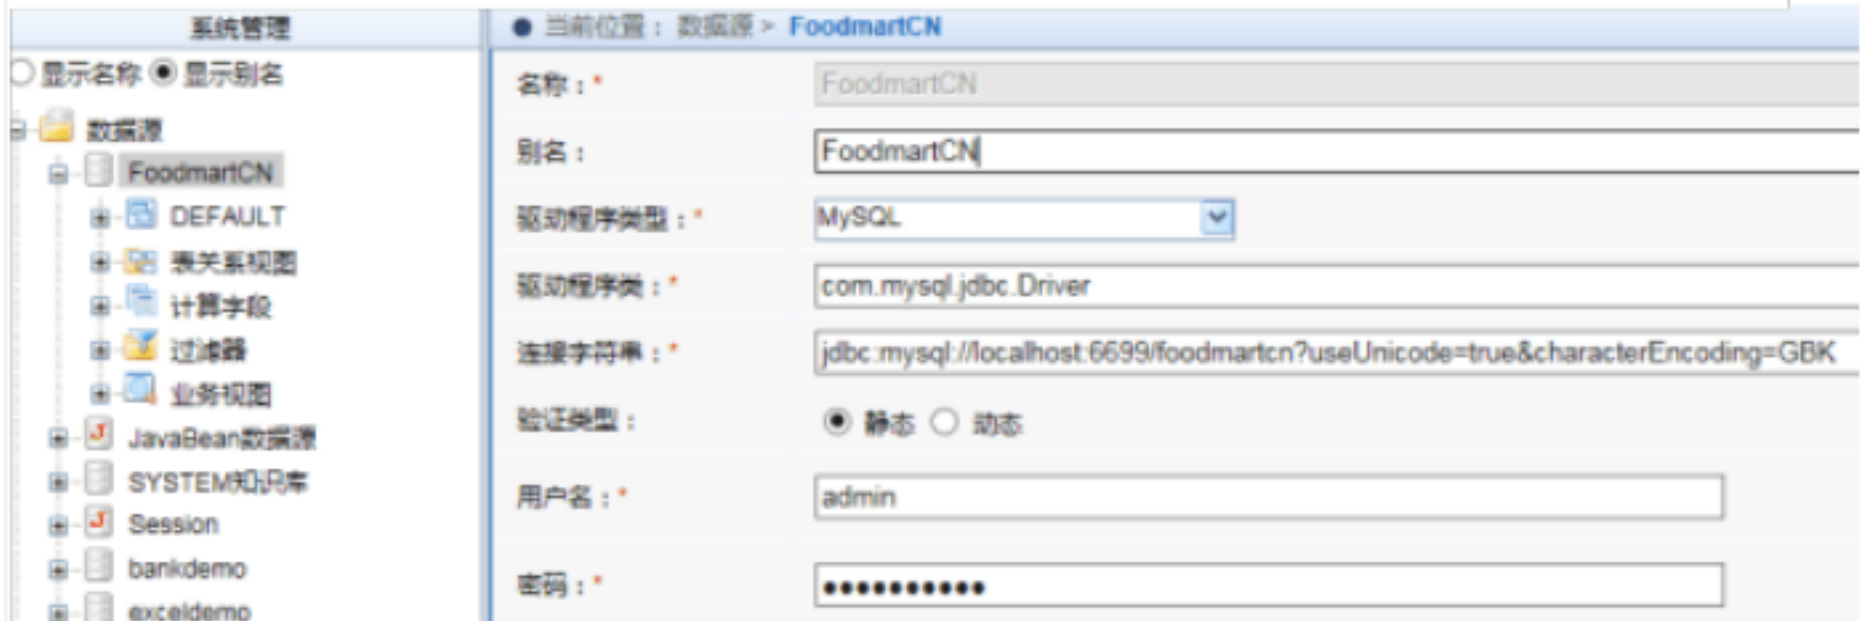 系统管理
显示名称 显示别名
数据源
FoodmartCN
DEFAULT
表关系视图
计算字段
过滤器
业务视图
JavaBean数据源
SYSTEM知识库
Session
bankdemo
exceldemo
当前位置： 数据源 > FoodmartCN
名称：* FoodmartCN
别名： FoodmartCN
驱动程序类型：* MySQL
驱动程序类：* com.mysql.jdbc.Driver
连接字符串：* jdbc:mysql://localhost:6699/foodmartcn?useUnicode=true&characterEncoding=GBK
验证类型： 静态 动态
用户名：* admin
密码：* ●●●●●●●●●●